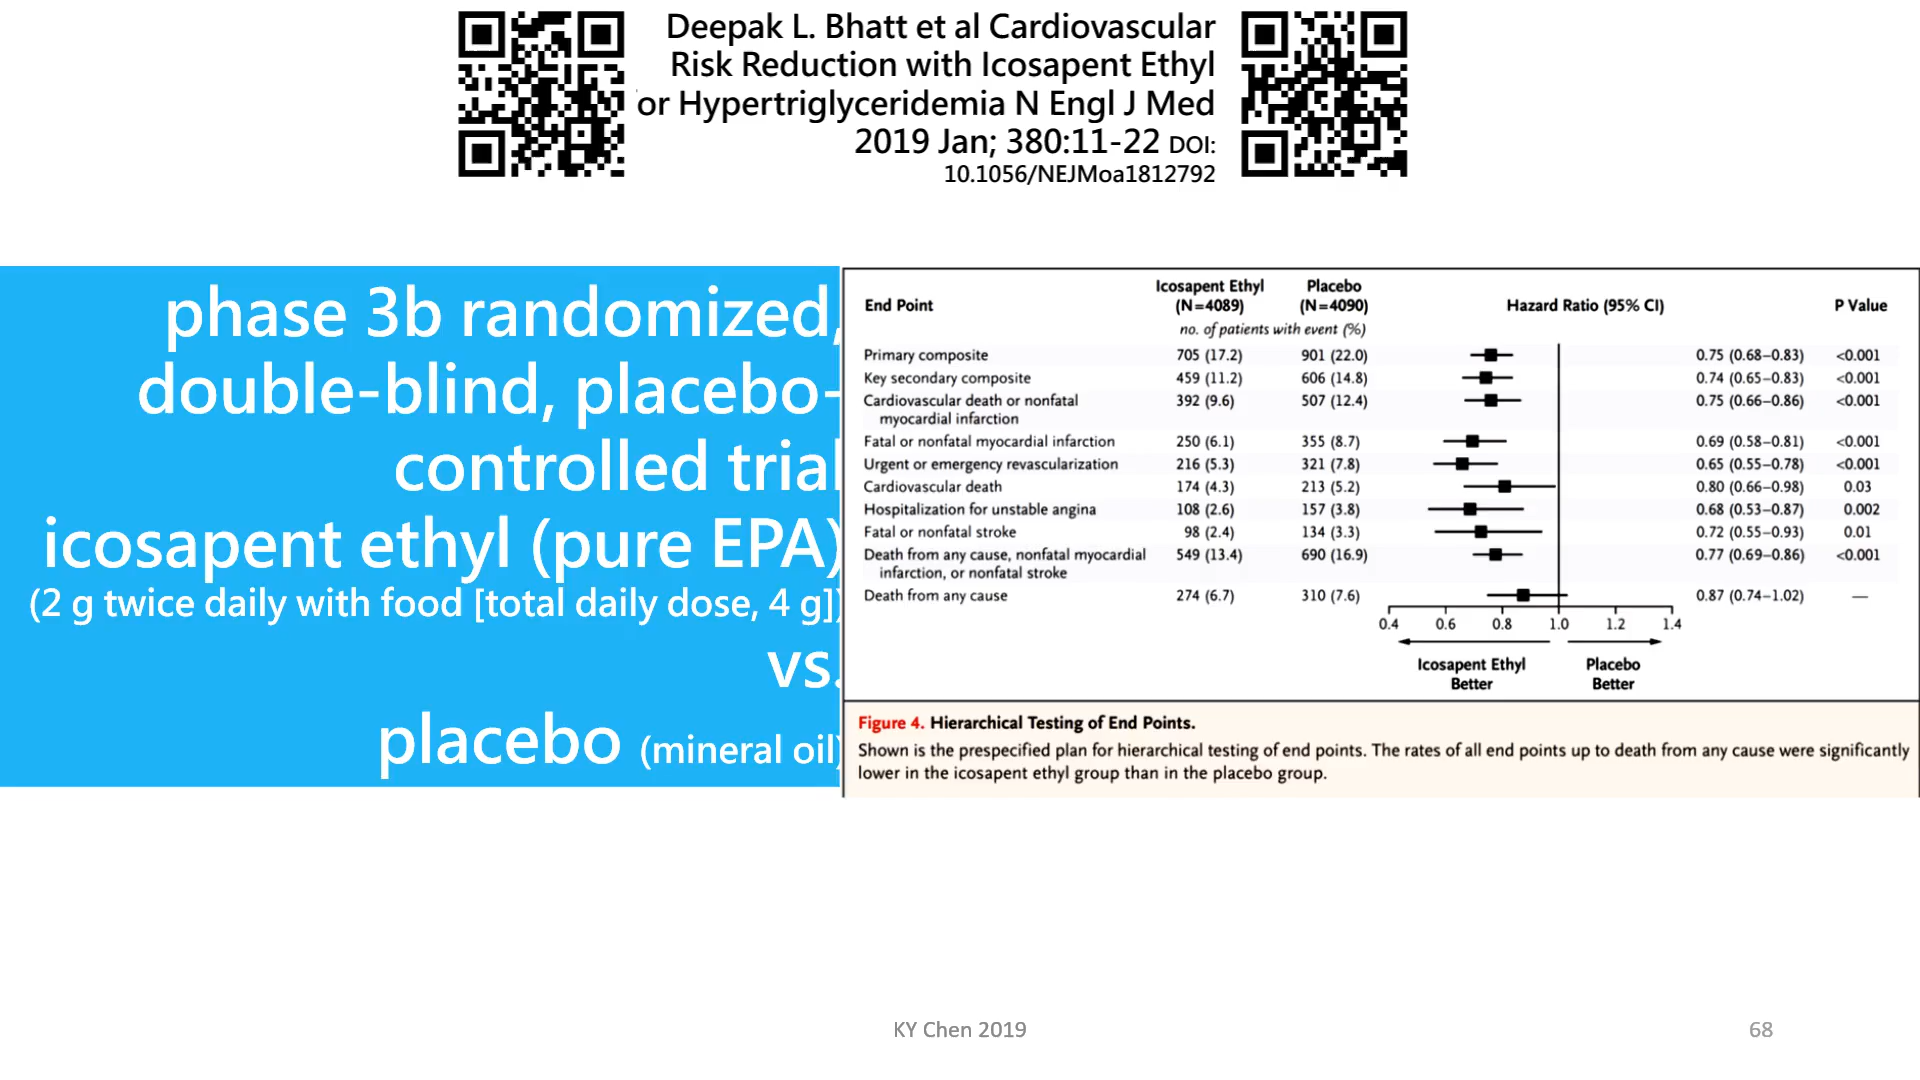 Deepak L. Bhatt et al Cardiovascular
Risk Reduction with Icosapent Ethyl
or Hypertriglyceridemia N Engl J Med
2019 Jan; 380:11-22 DOI:
10.1056/NEJMoa1812792
phase 3b randomized,
double-blind, placebo-
controlled trial
icosapent ethyl (pure EPA)
(2 g twice daily with food [total daily dose, 4 g])
vs.
placebo (mineral oil)
End Point Icosapent Ethyl (N=4089) Placebo (N=4090) Hazard Ratio (95% CI) P Value
no. of patients with event (%)
Primary composite 705 (17.2) 901 (22.0) 0.75 (0.68–0.83) <0.001
Key secondary composite 459 (11.2) 606 (14.8) 0.74 (0.65–0.83) <0.001
Cardiovascular death or nonfatal 392 (9.6) 507 (12.4) 0.75 (0.66–0.86) <0.001
myocardial infarction
Fatal or nonfatal myocardial infarction 250 (6.1) 355 (8.7) 0.69 (0.58–0.81) <0.001
Urgent or emergency revascularization 216 (5.3) 321 (7.8) 0.65 (0.55–0.78) <0.001
Cardiovascular death 174 (4.3) 213 (5.2) 0.80 (0.66–0.98) 0.03
Hospitalization for unstable angina 108 (2.6) 157 (3.8) 0.68 (0.53–0.87) 0.002
Fatal or nonfatal stroke 98 (2.4) 134 (3.3) 0.72 (0.55–0.93) 0.01
Death from any cause, nonfatal myocardial 549 (13.4) 690 (16.9) 0.77 (0.69–0.86) <0.001
infarction, or nonfatal stroke
Death from any cause 274 (6.7) 310 (7.6) 0.87 (0.74–1.02) —
0.4 0.6 0.8 1.0 1.2 1.4
Icosapent Ethyl Better Placebo Better
Figure 4. Hierarchical Testing of End Points.
Shown is the prespecified plan for hierarchical testing of end points. The rates of all end points up to death from any cause were significantly
lower in the icosapent ethyl group than in the placebo group.
KY Chen 2019
68